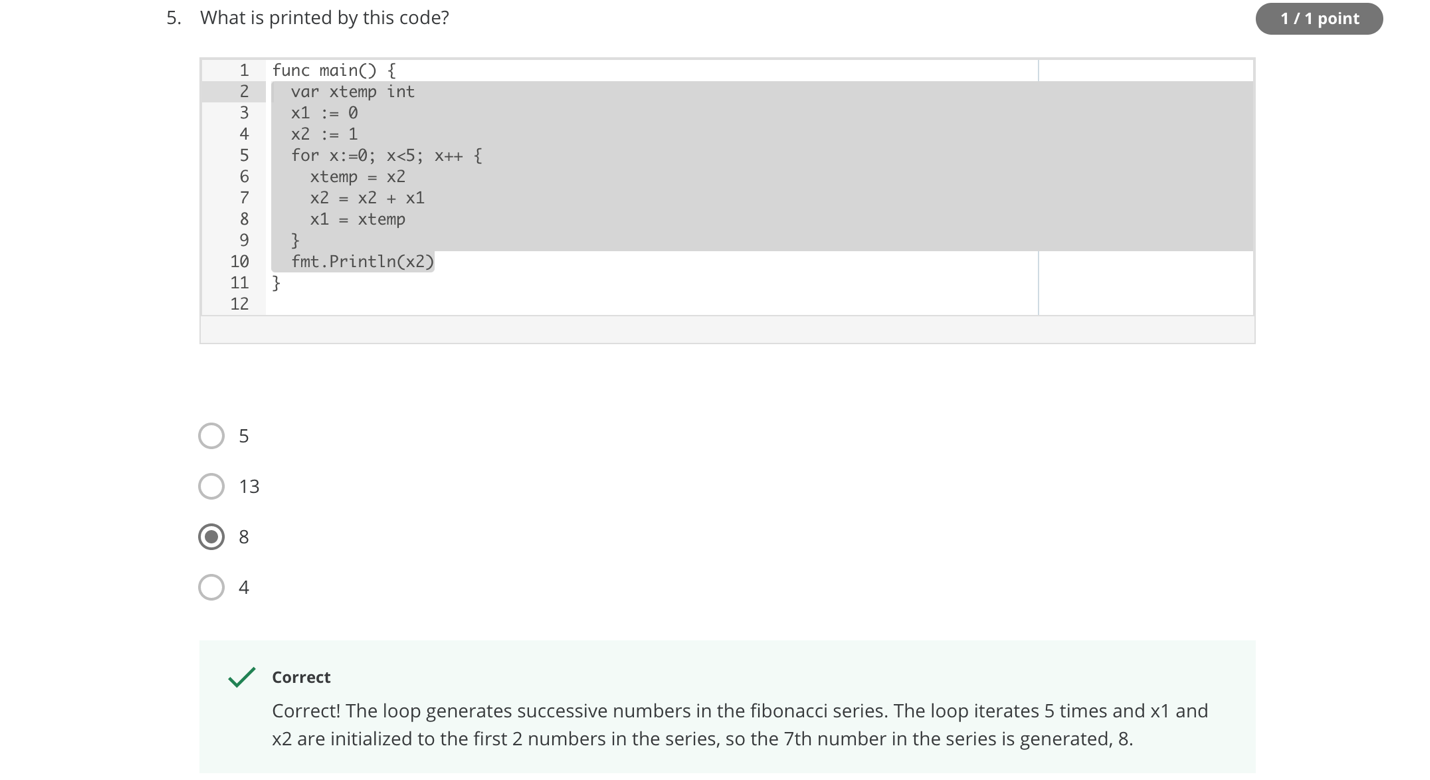 5. What is printed by this code?
1 / 1 point
1 func main() {
2   var xtemp int
3   x1 := 0
4   x2 := 1
5   for x:=0; x<5; x++ {
6     xtemp = x2
7     x2 = x2 + x1
8     x1 = xtemp
9   }
10   fmt.Println(x2)
11 }
12
5
13
8
4
Correct
Correct! The loop generates successive numbers in the fibonacci series. The loop iterates 5 times and x1 and
x2 are initialized to the first 2 numbers in the series, so the 7th number in the series is generated, 8.